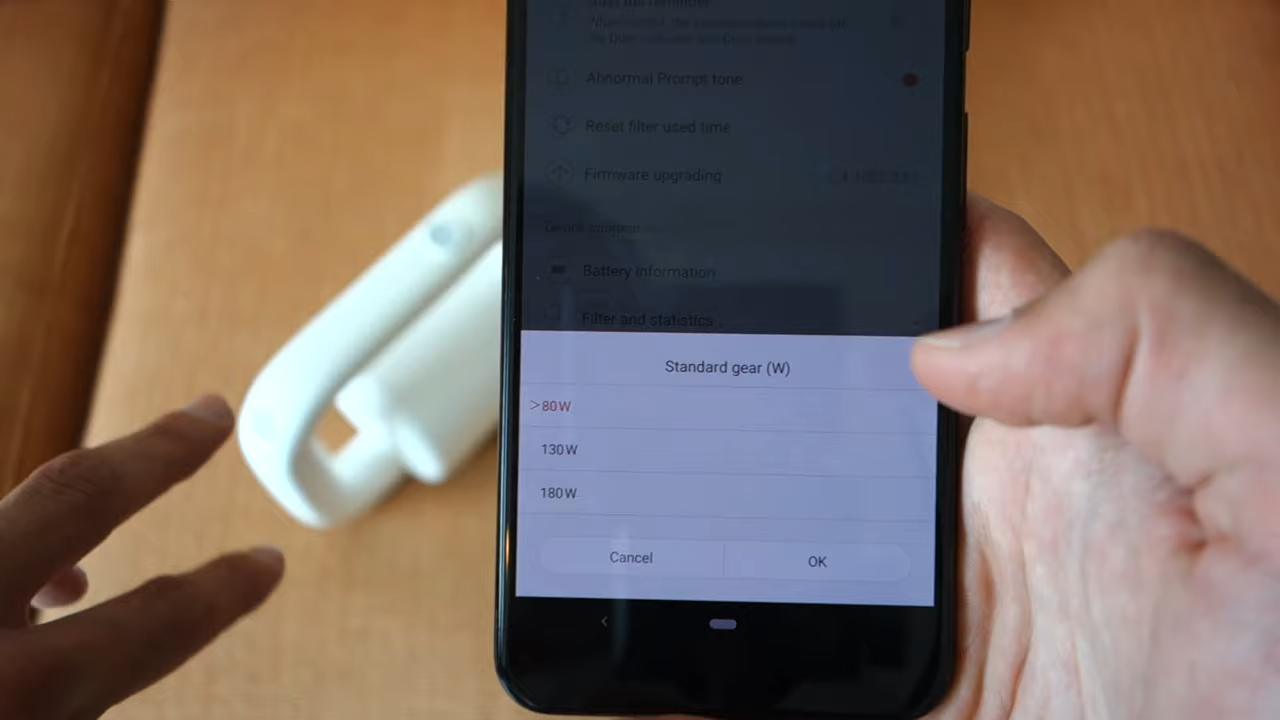 Abnormal Prompt tone
Reset filter used time
Firmware upgrading
Battery information
Filter and statistics
Standard gear (W)
>80W
130W
180W
Cancel
OK